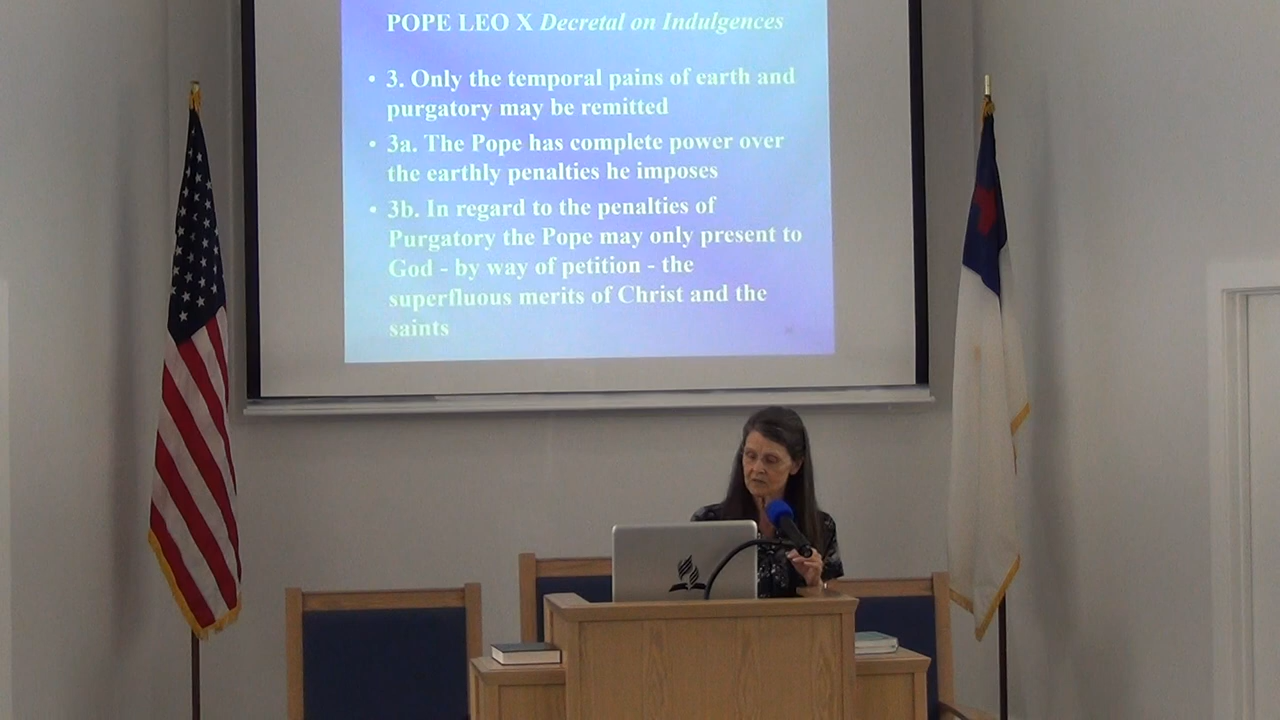 POPE LEO X Decretal on Indulgences
• 3. Only the temporal pains of earth and
purgatory may be remitted
• 3a. The Pope has complete power over
the earthly penalties he imposes
• 3b. In regard to the penalties of
Purgatory the Pope may only present to
God - by way of petition - the
superfluous merits of Christ and the
saints